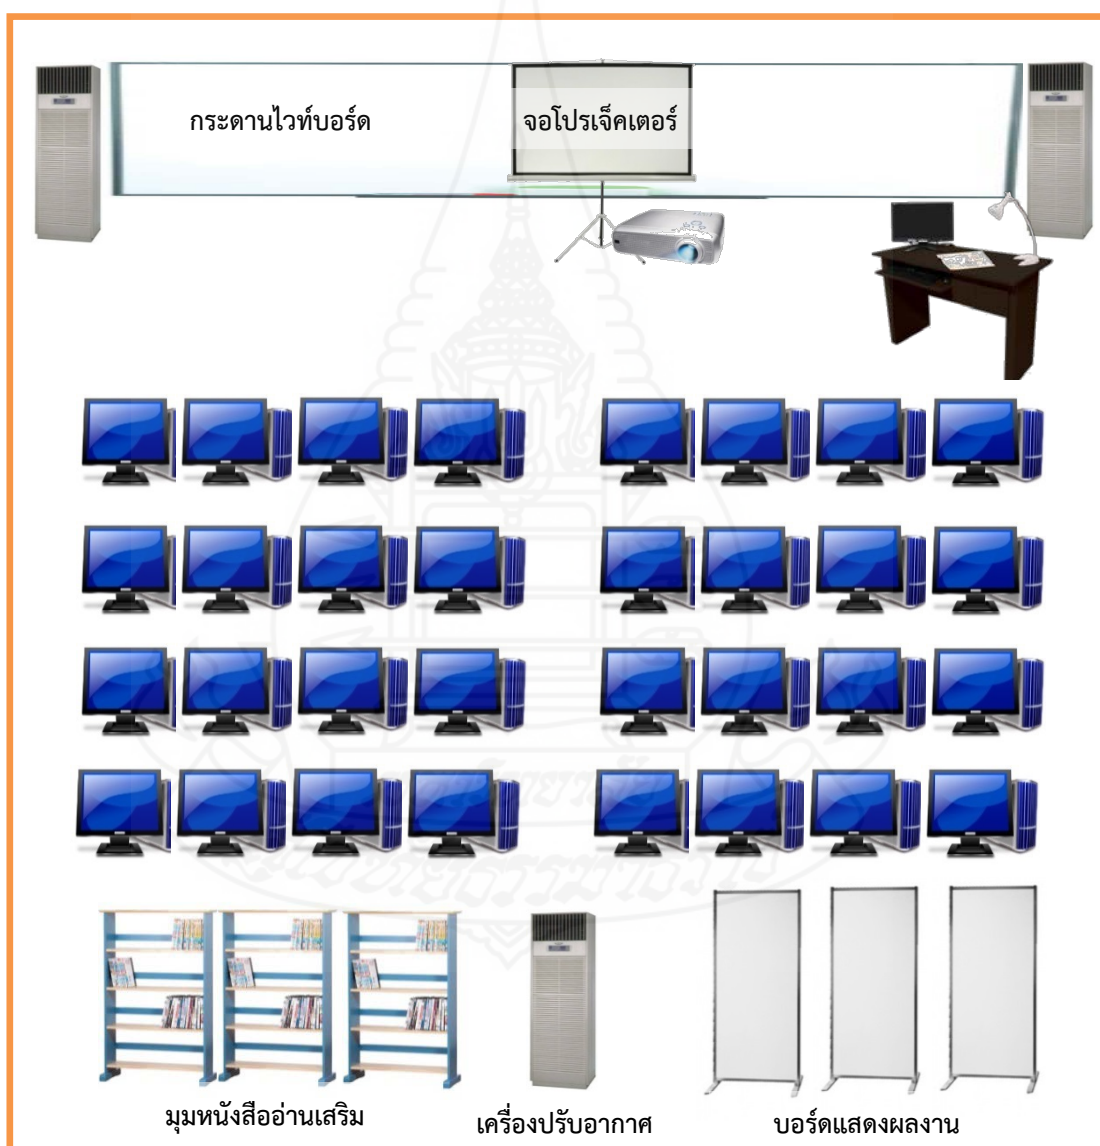 กระดานไวท์บอร์ด
จอโปรเจ็คเตอร์
มุมหนังสืออ่านเสริม
เครื่องปรับอากาศ
บอร์ดแสดงผลงาน